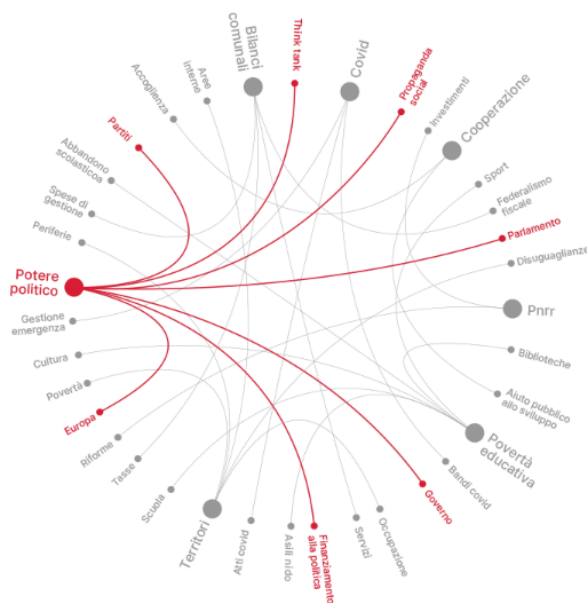 Think tank
Bilanci
comunali
Covid
Propaganda
social
Aree
interne
Accoglienza
Investimenti
Cooperazione
Partiti
Abbandono
scolasticoa
Sport
Spese di
gestione
Federalismo
fiscale
Periferie
Parlamento
Disuguaglianze
Potere
politico
Gestione
emergenza
Pnrr
Cultura
Biblioteche
Povertà
Aiuto pubblico
allo sviluppo
Europa
Povertà
educativa
Riforme
Bandi covid
Tasse
Governo
Scuola
Occupazione
Territori
Servizi
Atti covid
Finanziamento
alla politica
Asili nido